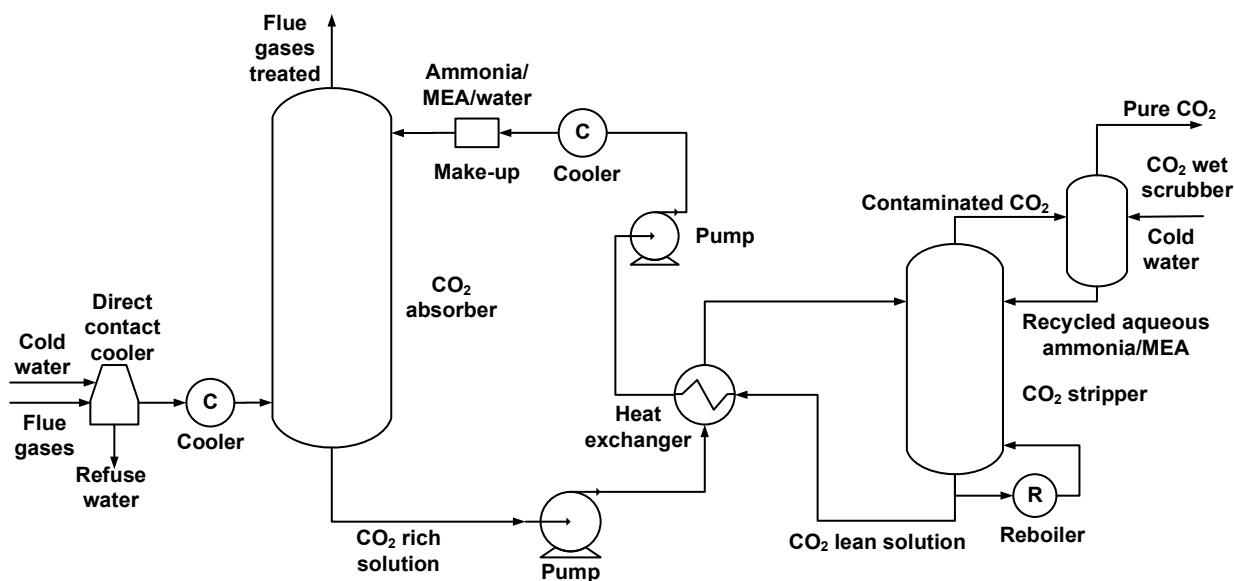 Flue
gases
treated
Ammonia/
MEA/water
C
Make-up
Cooler
Pump
CO₂
absorber
Direct
contact
cooler
Cold
water
Flue
gases
C
Cooler
Refuse
water
CO₂ rich
solution
Pump
Heat
exchanger
Pure CO₂
CO₂ wet
scrubber
Contaminated CO₂
Cold
water
Recycled aqueous
ammonia/MEA
CO₂ stripper
R
Reboiler
CO₂ lean solution